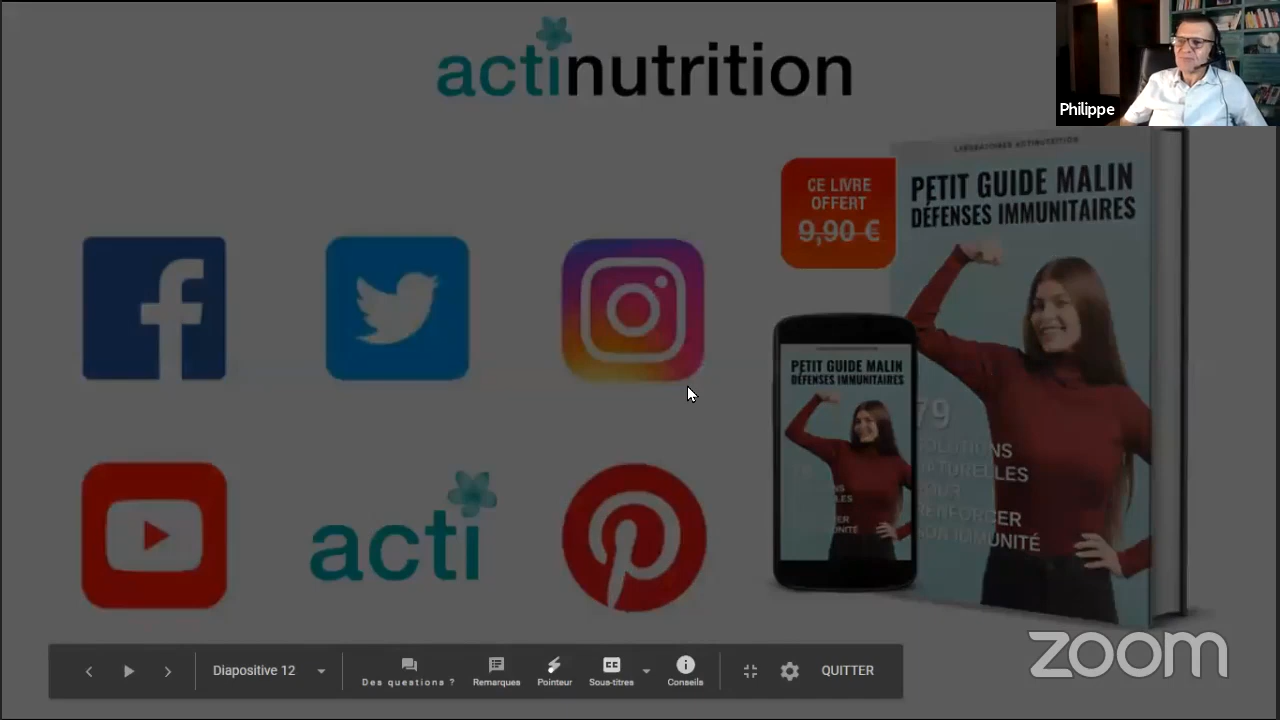 actinutrition
Philippe
LABORATOIRES ACTINUTRITION
PETIT GUIDE MALIN
DÉFENSES IMMUNITAIRES
CE LIVRE
OFFERT
9,90 €
PETIT GUIDE MALIN
DÉFENSES IMMUNITAIRES
79
SOLUTIONS
NATURELLES
POUR
RENFORCER
SON IMMUNITÉ
acti
zoom
Diapositive 12
Des questions ?
Remarques
Pointeur
CC
Sous-titres
Conseils
QUITTER